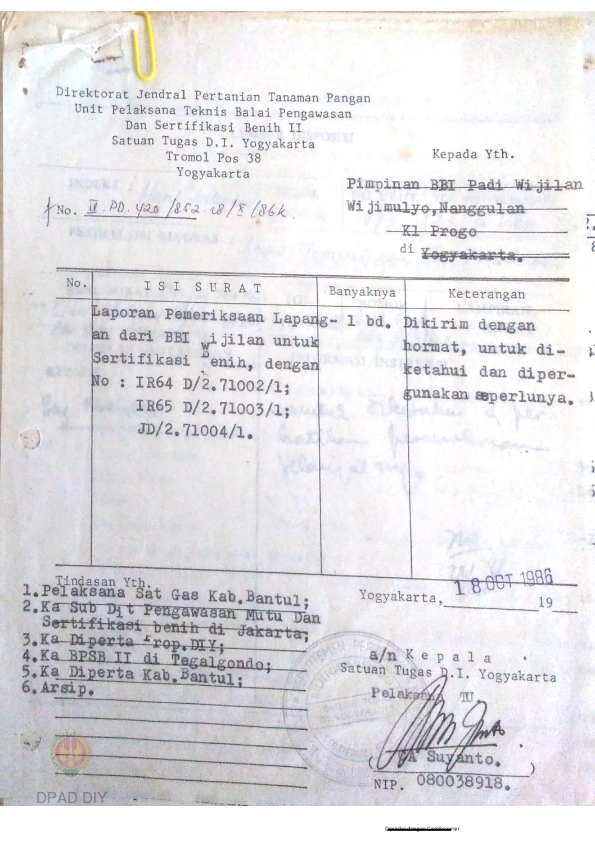 Direktorat Jendral Pertanian Tanaman Pangan
Unit Pelaksana Teknis Balai Pengawasan
Dan Sertifikasi Benih II
Satuan Tugas D.I. Yogyakarta
Tromol Pos 38
Yogyakarta
Kepada Yth.
Pimpinan BBI Padi Wijilan
Wijimulyo,Nanggulan
Kl Progo
di Yogyakarta.
No. II.PD.420/852.c8/8/86k.
No.
I S I   S U R A T
Banyaknya
Keterangan
Laporan Pemeriksaan Lapang-
an dari BBI Wijilan untuk
Sertifikasi Benih, dengan
No : IR64 D/2.71002/1;
IR65 D/2.71003/1;
JD/2.71004/1.
1 bd.
Dikirim dengan
hormat, untuk di-
ketahui dan diper-
gunakan seperlunya.
Tindasan Yth.
1.Pelaksana Sat Gas Kab.Bantul;
2.Ka Sub Dit Pengawasan Mutu Dan
Sertifikasi benih di Jakarta;
3.Ka Diperta Prop.DIY;
4.Ka BPSB II di Tagalgondo;
5.Ka Diperta Kab.Bantul;
6.Arsip.
Yogyakarta, 18 OCT 1986 19
a/n K e p a l a
Satuan Tugas D.I. Yogyakarta
Pelaksana TU
( YA Suyanto. )
NIP. 080038918.
DPAD DIY